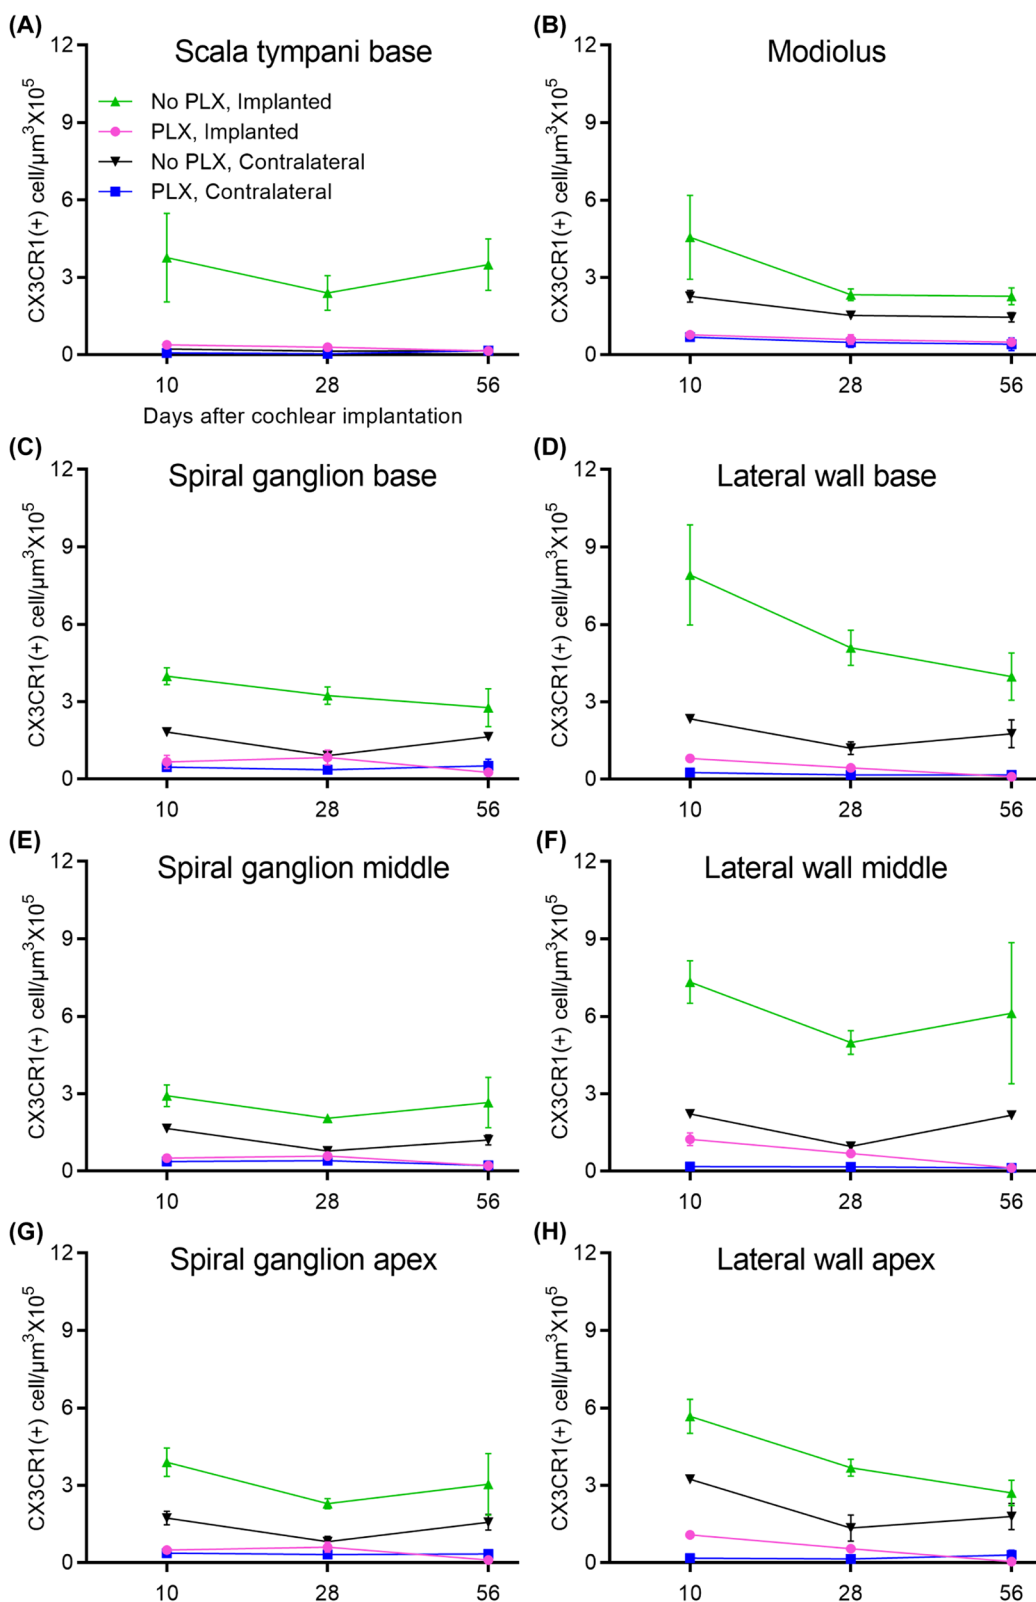 (A)
Scala tympani base
12
9
6
3
0
CX3CR1(+) cell/µm³X10⁵
No PLX, Implanted
PLX, Implanted
No PLX, Contralateral
PLX, Contralateral
10 28 56
Days after cochlear implantation
(B)
Modiolus
12
9
6
3
0
CX3CR1(+) cell/µm³X10⁵
10 28 56
(C)
Spiral ganglion base
12
9
6
3
0
CX3CR1(+) cell/µm³X10⁵
10 28 56
(D)
Lateral wall base
12
9
6
3
0
CX3CR1(+) cell/µm³X10⁵
10 28 56
(E)
Spiral ganglion middle
12
9
6
3
0
CX3CR1(+) cell/µm³X10⁵
10 28 56
(F)
Lateral wall middle
12
9
6
3
0
CX3CR1(+) cell/µm³X10⁵
10 28 56
(G)
Spiral ganglion apex
12
9
6
3
0
CX3CR1(+) cell/µm³X10⁵
10 28 56
(H)
Lateral wall apex
12
9
6
3
0
CX3CR1(+) cell/µm³X10⁵
10 28 56